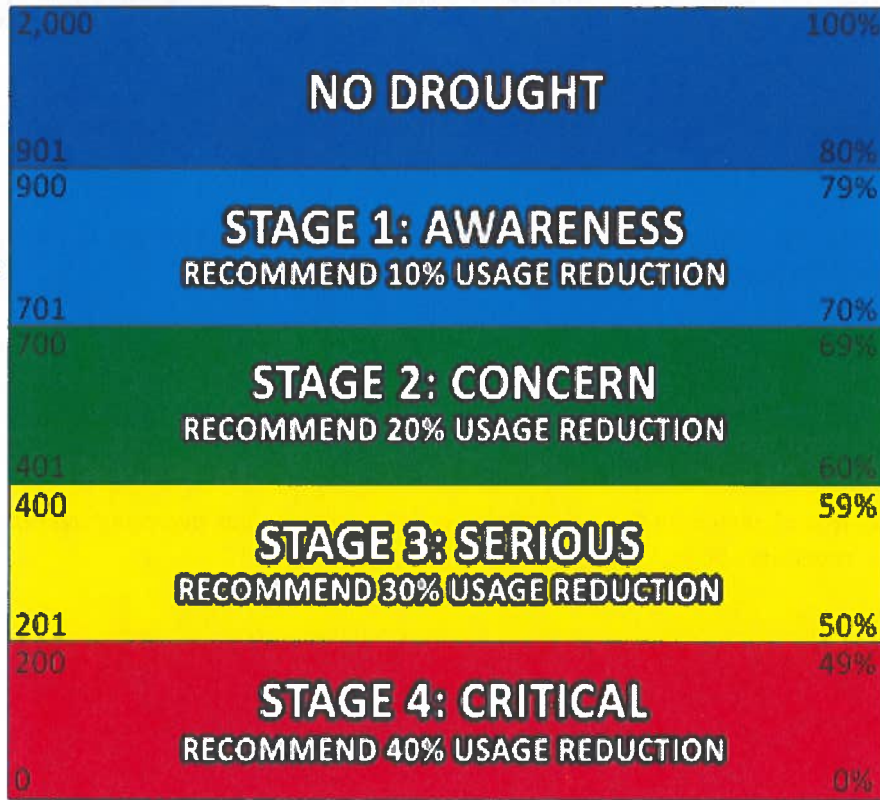 2,000 100%
NO DROUGHT
901 80%
900 79%
STAGE 1: AWARENESS
RECOMMEND 10% USAGE REDUCTION
701 70%
700 69%
STAGE 2: CONCERN
RECOMMEND 20% USAGE REDUCTION
401 60%
400 59%
STAGE 3: SERIOUS
RECOMMEND 30% USAGE REDUCTION
201 50%
200 49%
STAGE 4: CRITICAL
RECOMMEND 40% USAGE REDUCTION
0 0%